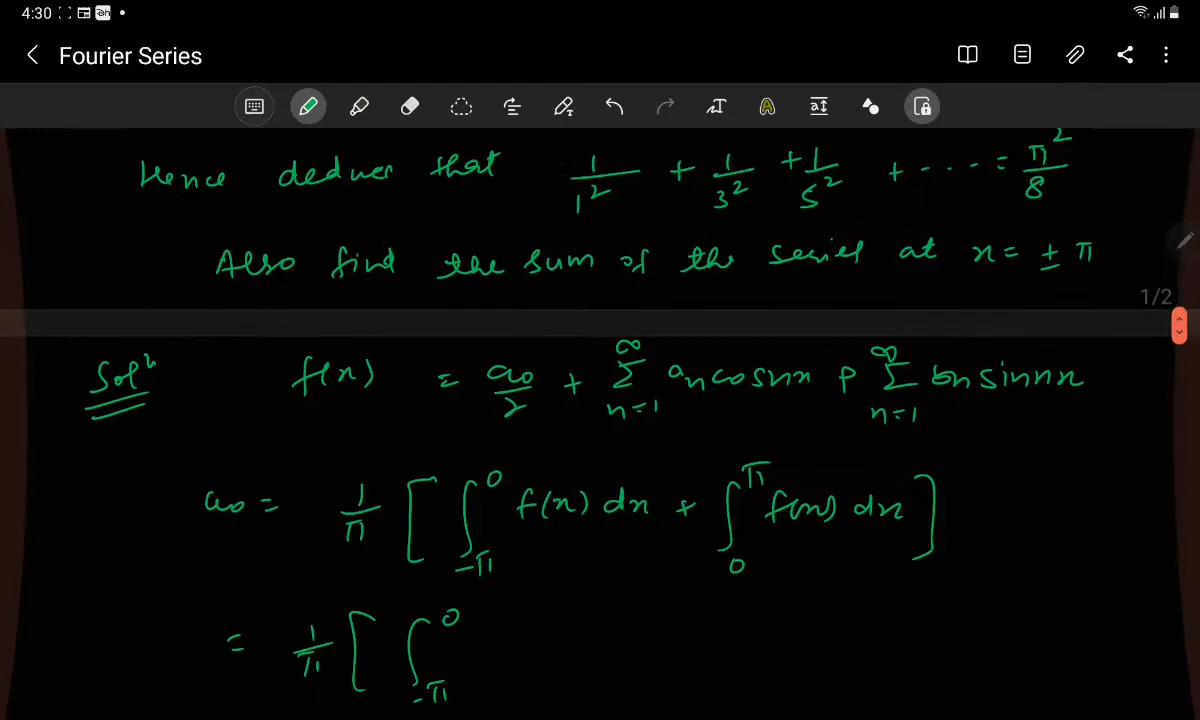 4:30
Fourier Series
Hence deduce that 1/1² + 1/3² + 1/5² + .... = π²/8
Also find the sum of the series at x = ± π
1/2
Solⁿ f(x) = a₀/2 + ∑_{n=1}^{∞} aₙ cos nx + ∑_{n=1}^{∞} bₙ sin nx
a₀ = 1/π [ ∫_{-π}^{0} f(x) dx + ∫_{0}^{π} f(x) dx ]
= 1/π [ ∫_{-π}^{0}